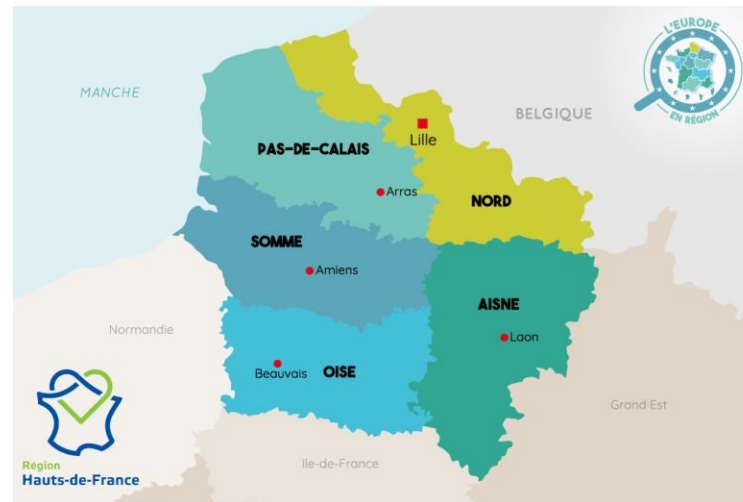 L'EUROPE
EN RÉGION
MANCHE
BELGIQUE
Lille
PAS-DE-CALAIS
Arras
NORD
SOMME
Amiens
AISNE
Normandie
Laon
Beauvais
OISE
Grand Est
Ile-de-France
Région
Hauts-de-France